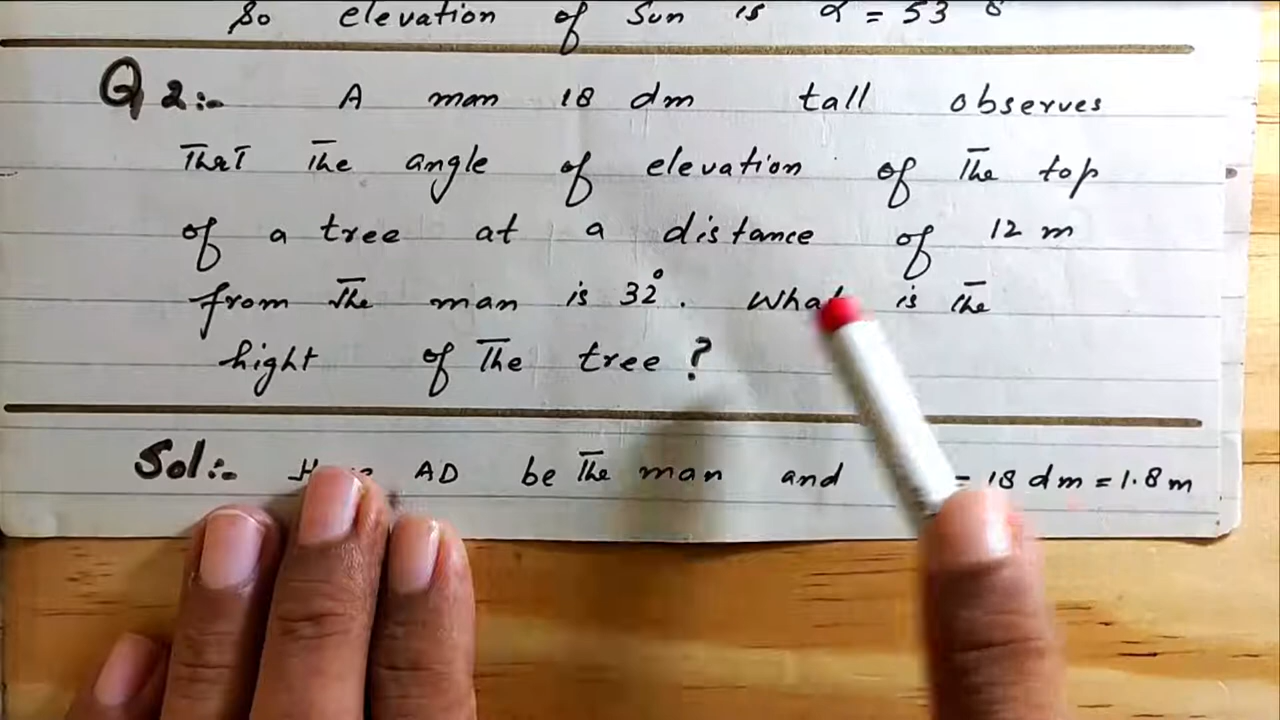 So elevation of Sun is α = 53°
Q2:- A man 18 dm tall observes
That The angle of elevation of The top
of a tree at a distance of 12 m
from The man is 32°. What is The
hight of The tree?
Sol:- AD be The man and = 18 dm = 1.8 m